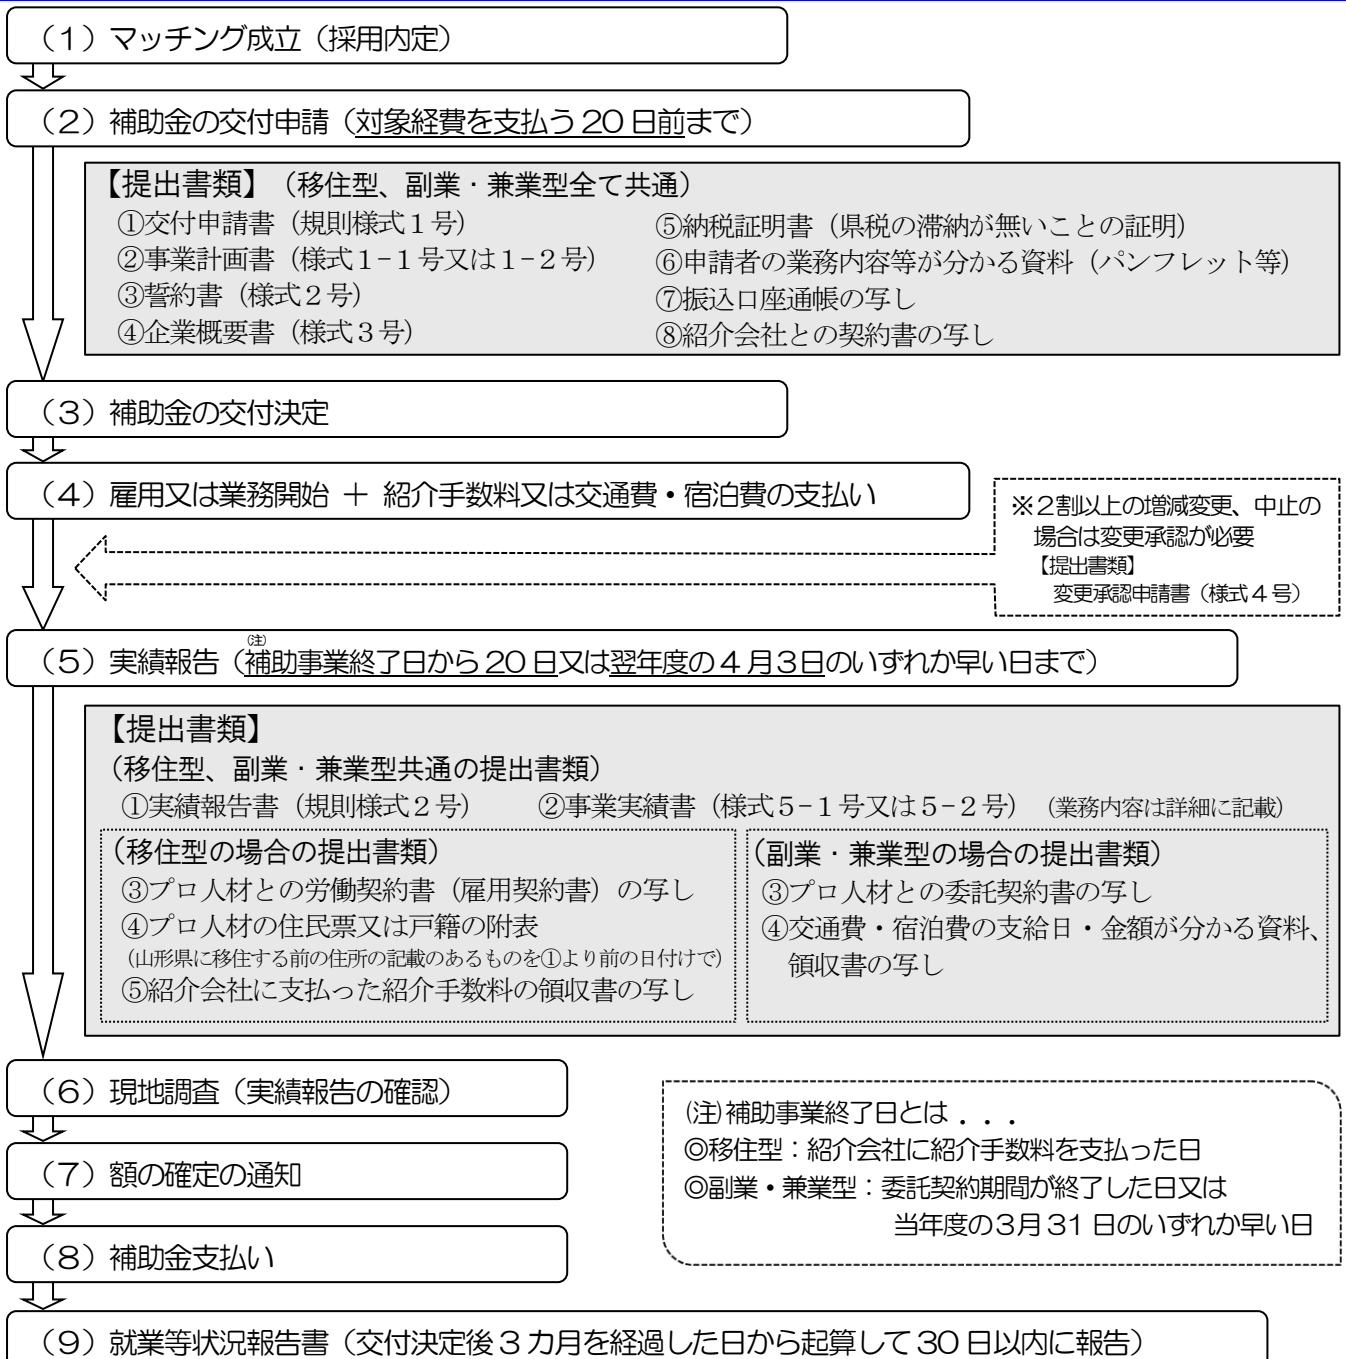 （１）マッチング成立（採用内定）
（２）補助金の交付申請（対象経費を支払う20日前まで）
【提出書類】（移住型、副業・兼業型全て共通）
①交付申請書（規則様式１号）
②事業計画書（様式１-１号又は１-２号）
③誓約書（様式２号）
④企業概要書（様式３号）
⑤納税証明書（県税の滞納が無いことの証明）
⑥申請者の業務内容等が分かる資料（パンフレット等）
⑦振込口座通帳の写し
⑧紹介会社との契約書の写し
（３）補助金の交付決定
（４）雇用又は業務開始 ＋ 紹介手数料又は交通費・宿泊費の支払い
※２割以上の増減変更、中止の
場合は変更承認が必要
【提出書類】
変更承認申請書（様式４号）
(注)
（５）実績報告（補助事業終了日から20日又は翌年度の４月３日のいずれか早い日まで）
【提出書類】
（移住型、副業・兼業型共通の提出書類）
①実績報告書（規則様式２号）　②事業実績書（様式５-１号又は５-２号）（業務内容は詳細に記載）
（移住型の場合の提出書類）
③プロ人材との労働契約書（雇用契約書）の写し
④プロ人材の住民票又は戸籍の附表
（山形県に移住する前の住所の記載のあるものを①より前の日付けで）
⑤紹介会社に支払った紹介手数料の領収書の写し
（副業・兼業型の場合の提出書類）
③プロ人材との委託契約書の写し
④交通費・宿泊費の支給日・金額が分かる資料、
領収書の写し
（６）現地調査（実績報告の確認）
（７）額の確定の通知
（８）補助金支払い
(注)補助事業終了日とは．．．
◎移住型：紹介会社に紹介手数料を支払った日
◎副業・兼業型：委託契約期間が終了した日又は
当年度の３月31日のいずれか早い日
（９）就業等状況報告書（交付決定後３カ月を経過した日から起算して30日以内に報告）